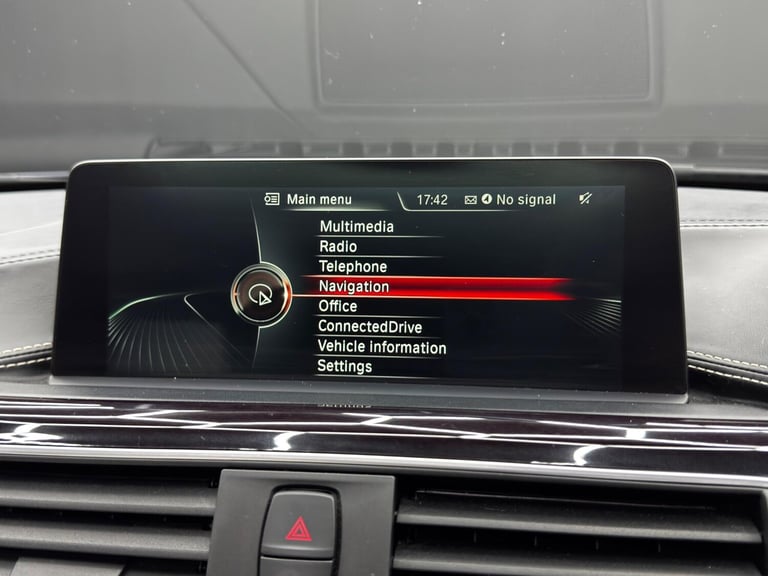 Main menu 17:42 No signal
Multimedia
Radio
Telephone
Navigation
Office
ConnectedDrive
Vehicle information
Settings